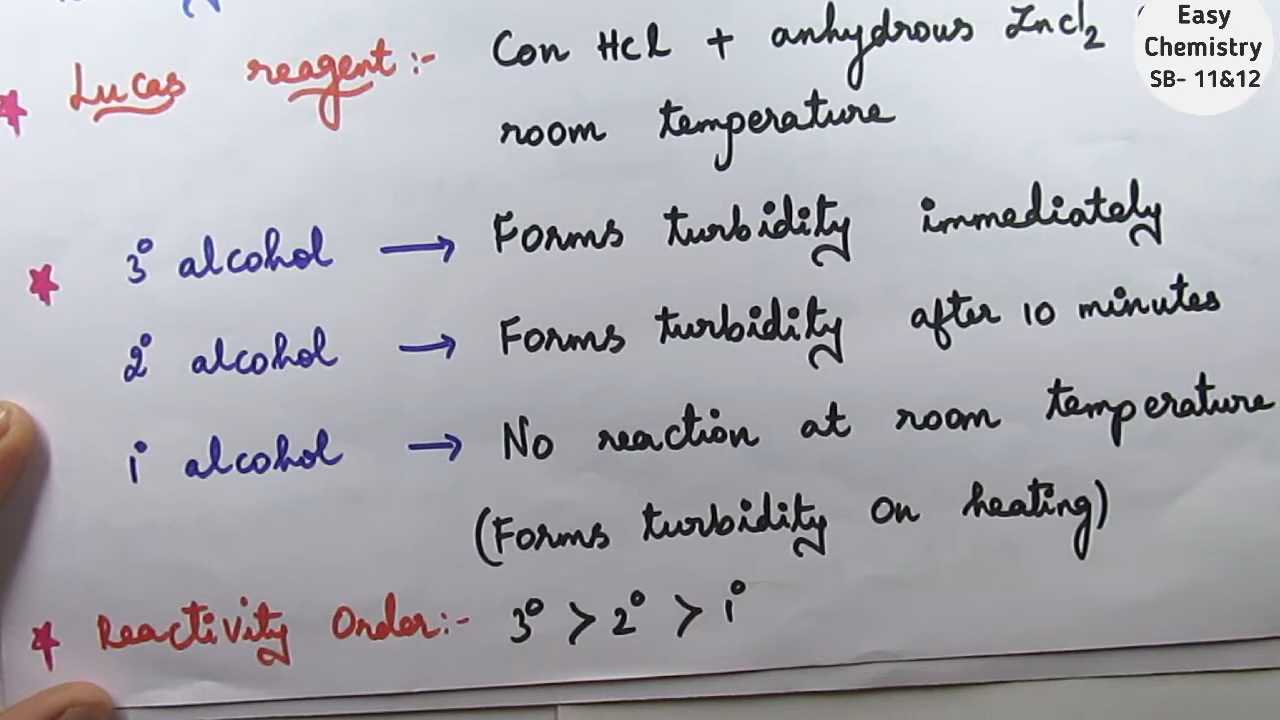 Easy
Chemistry
SB- 11&12
Lucas reagent:- Con HCl + anhydrous ZnCl2
room temperature
3° alcohol → Forms turbidity immediately
2° alcohol → Forms turbidity after 10 minutes
1° alcohol → No reaction at room temperature
(Forms turbidity on heating)
Reactivity Order:- 3° > 2° > 1°